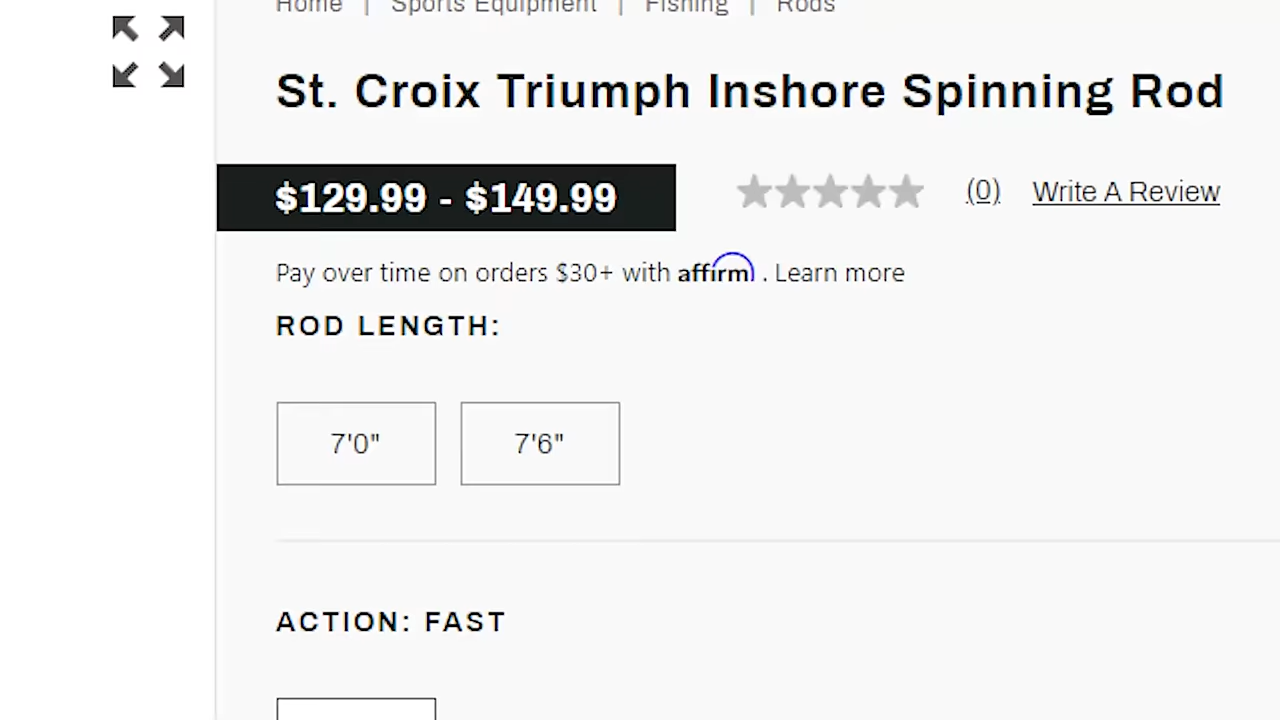 Home | Sports Equipment | Fishing | Rods
St. Croix Triumph Inshore Spinning Rod
$129.99 - $149.99
(0) Write A Review
Pay over time on orders $30+ with affirm . Learn more
ROD LENGTH:
7'0" 7'6"
ACTION: FAST